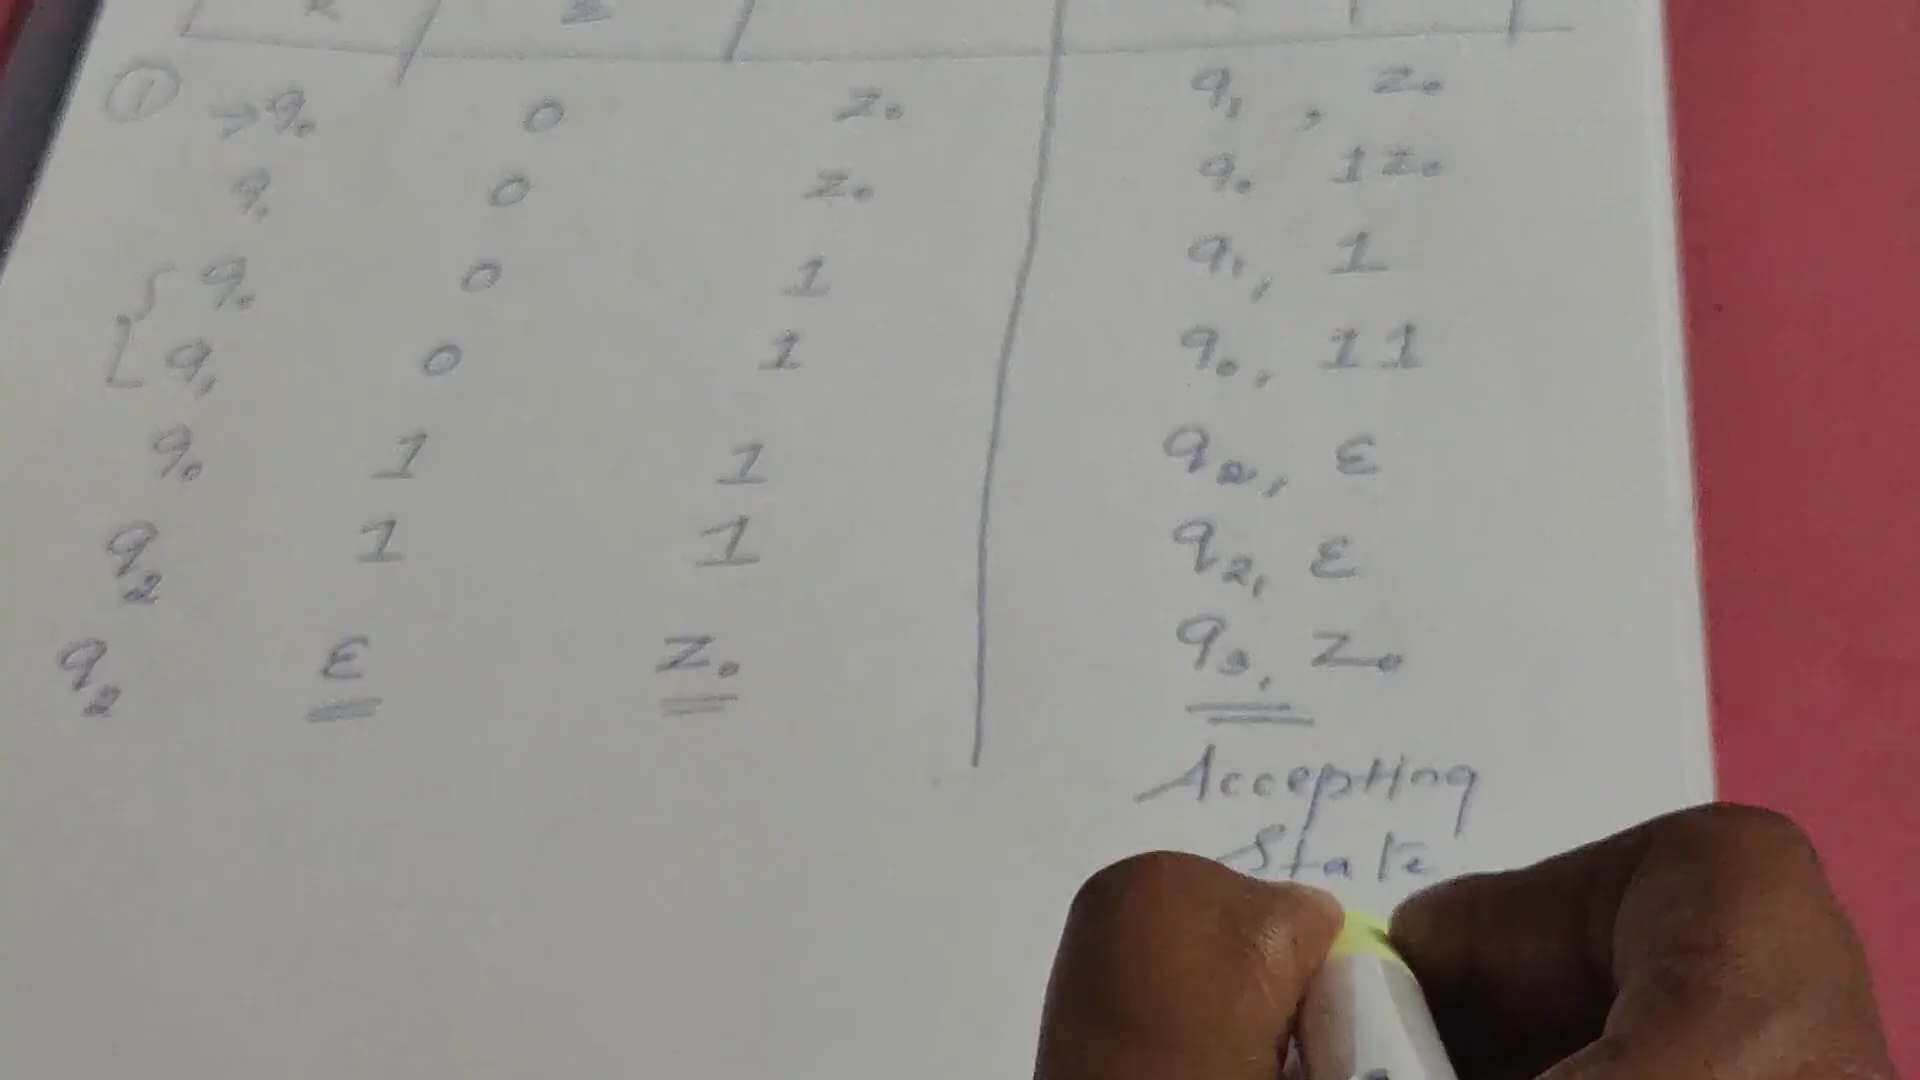 ① →q₀ 0 z₀ q₁, z₀
q₁ 0 z₀ q₀ 1z₀
q₀ 0 1 q₁, 1
q₁ 0 1 q₀, 11
q₀ 1 1 q₂, ε
q₂ 1 1 q₂, ε
q₂ ε z₀ q₃, z₀
Accepting
State